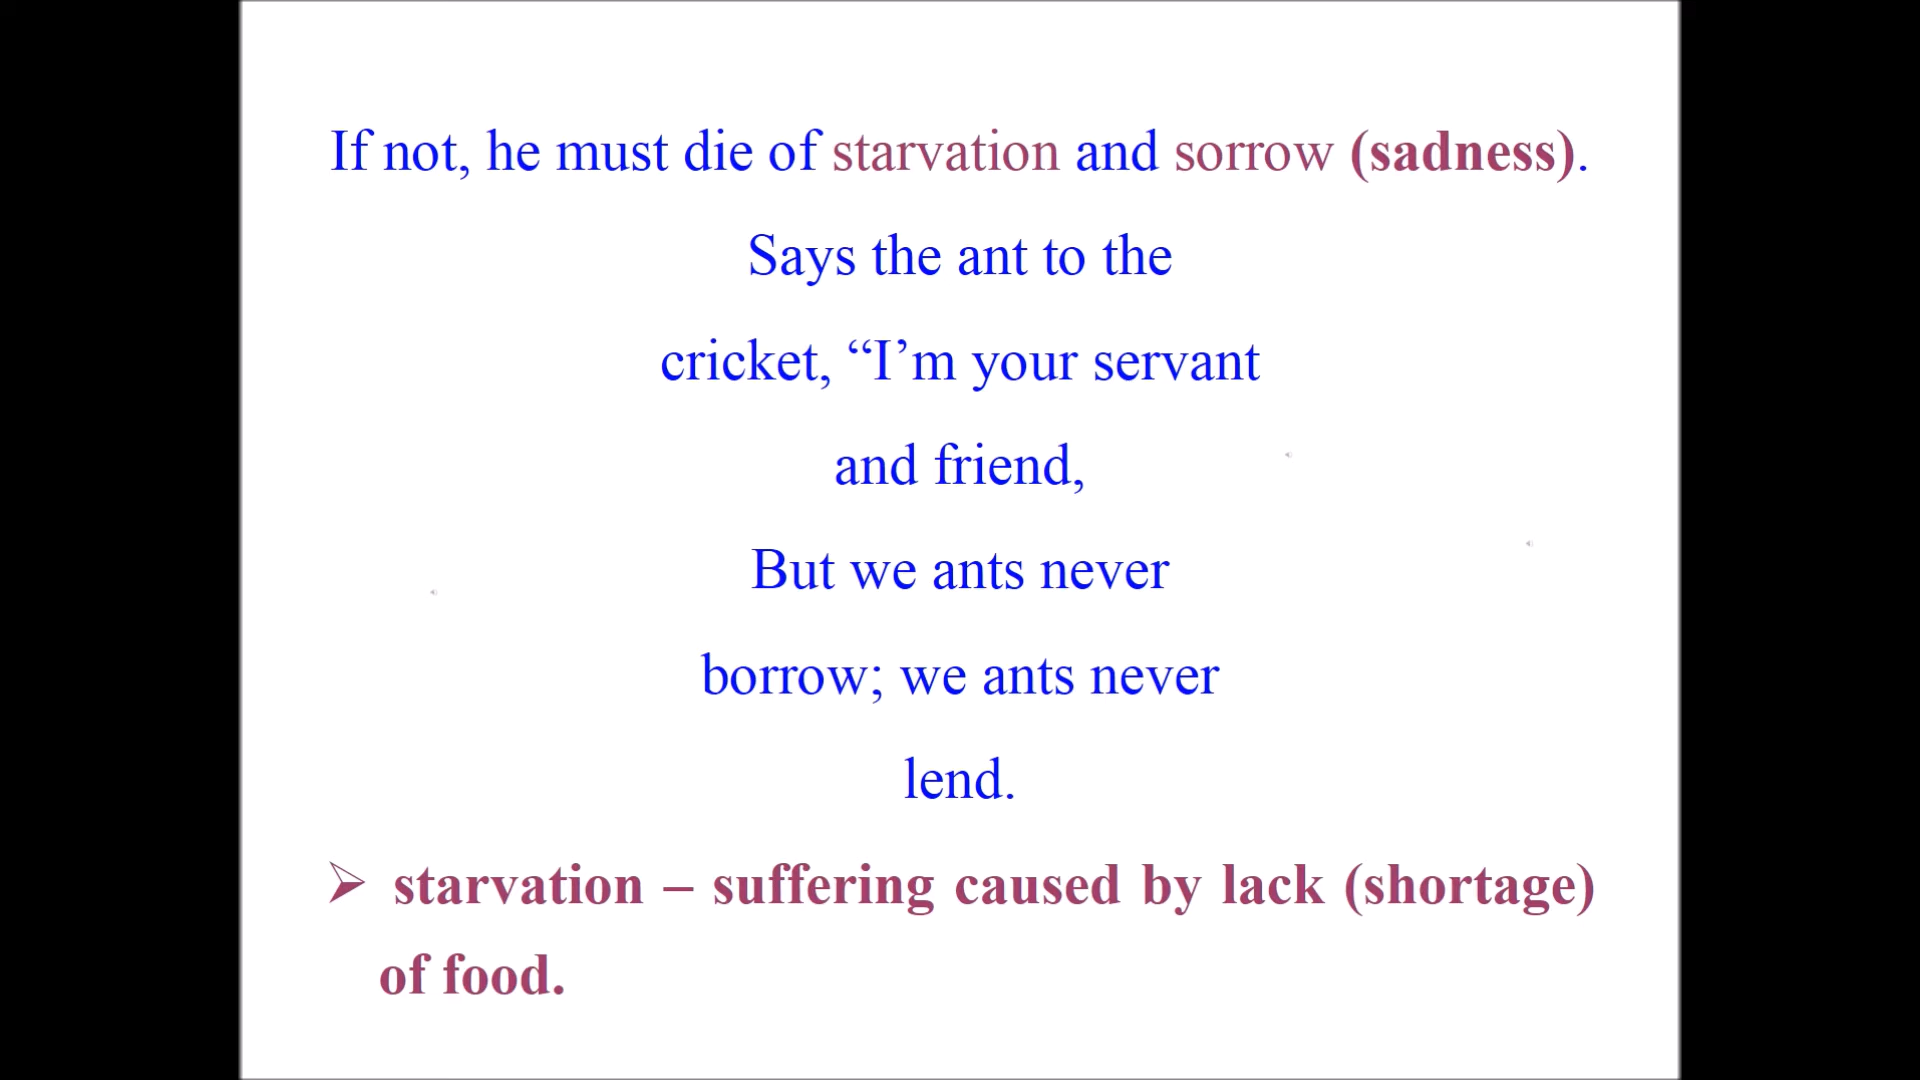 If not, he must die of starvation and sorrow (sadness).
Says the ant to the
cricket, “I’m your servant
and friend,
But we ants never
borrow; we ants never
lend.
➢ starvation – suffering caused by lack (shortage)
of food.